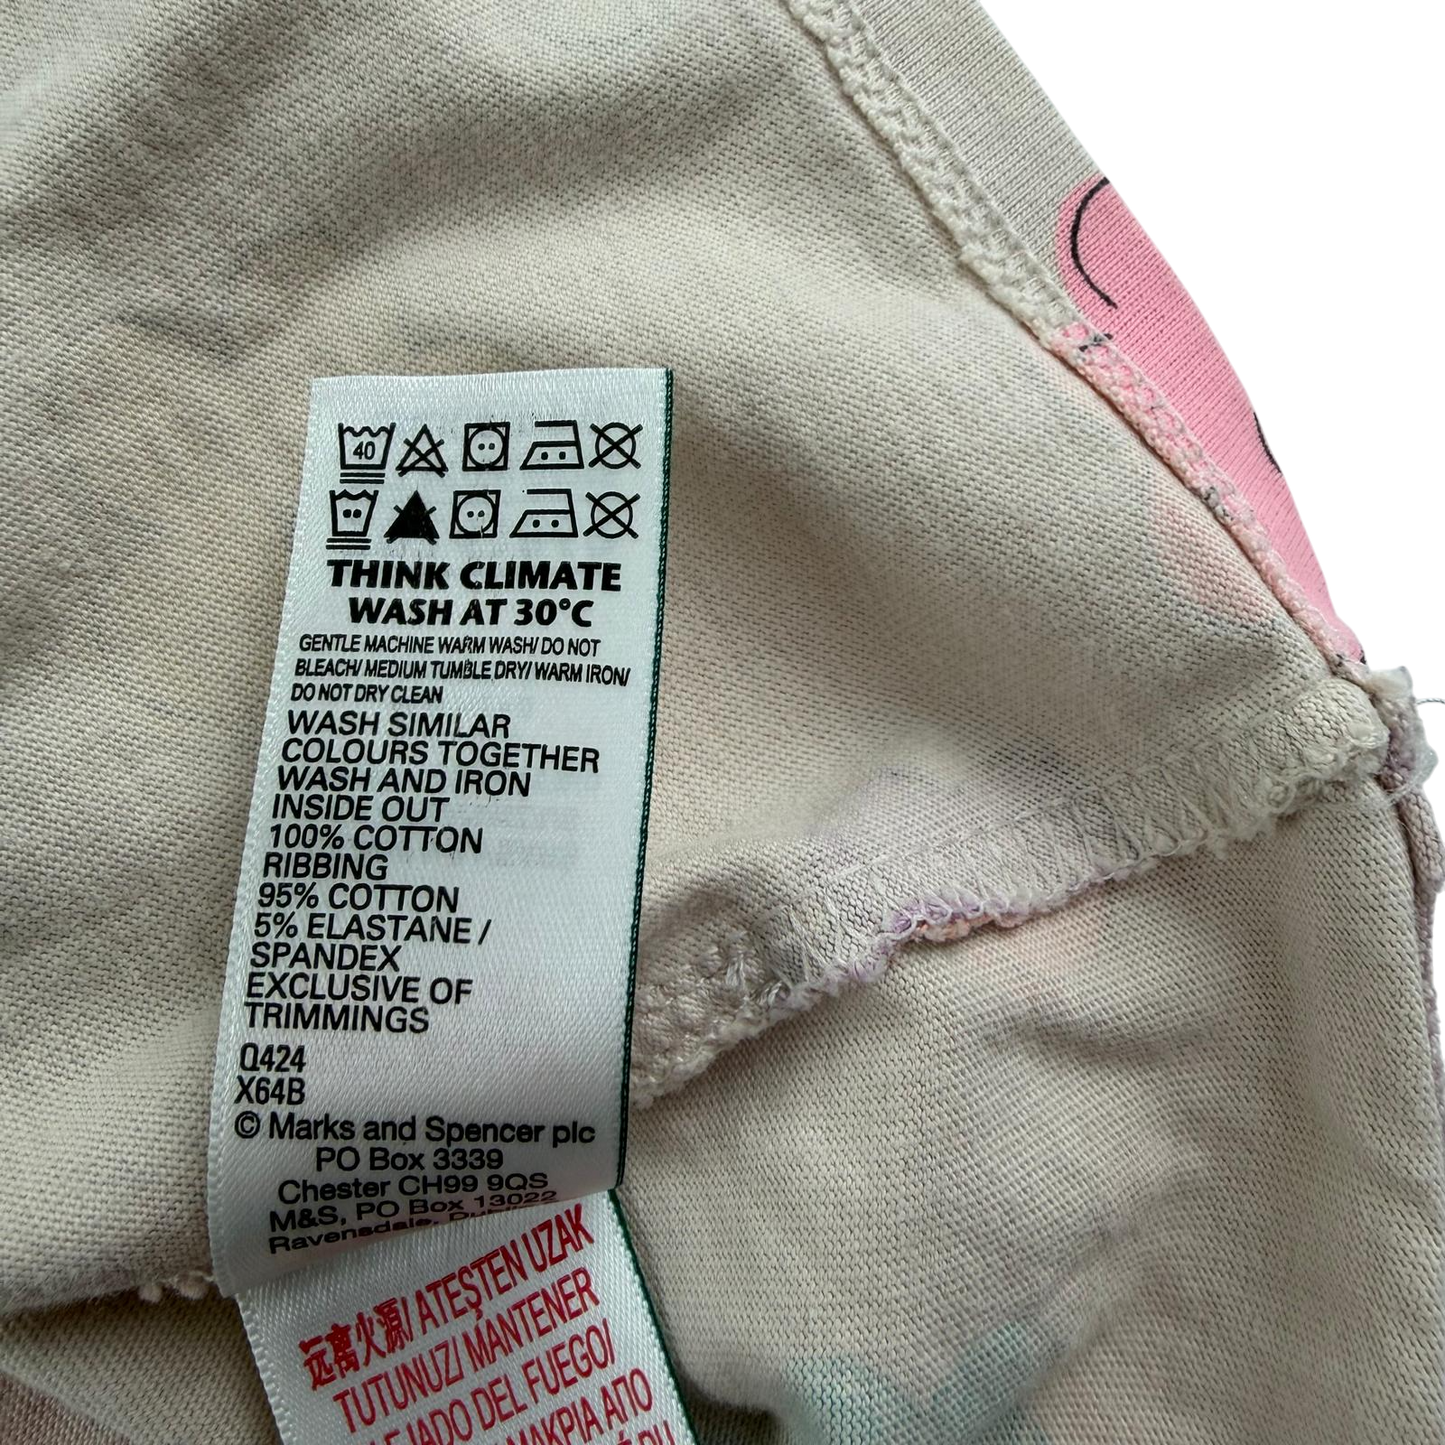 40
THINK CLIMATE
WASH AT 30°C
GENTLE MACHINE WARM WASH/ DO NOT
BLEACH/ MEDIUM TUMBLE DRY/ WARM IRON/
DO NOT DRY CLEAN
WASH SIMILAR
COLOURS TOGETHER
WASH AND IRON
INSIDE OUT
100% COTTON
RIBBING
95% COTTON
5% ELASTANE /
SPANDEX
EXCLUSIVE OF
TRIMMINGS
Q424
X64B
© Marks and Spencer plc
PO Box 3339
Chester CH99 9QS
M&S, PO Box 13022
Ravensdale,
远离火源/ ATEŞTEN UZAK
TUTUNUZ/ MANTENER
DEL FUEGO/
ΜΑΚΡΙΑ ΑΠΟ